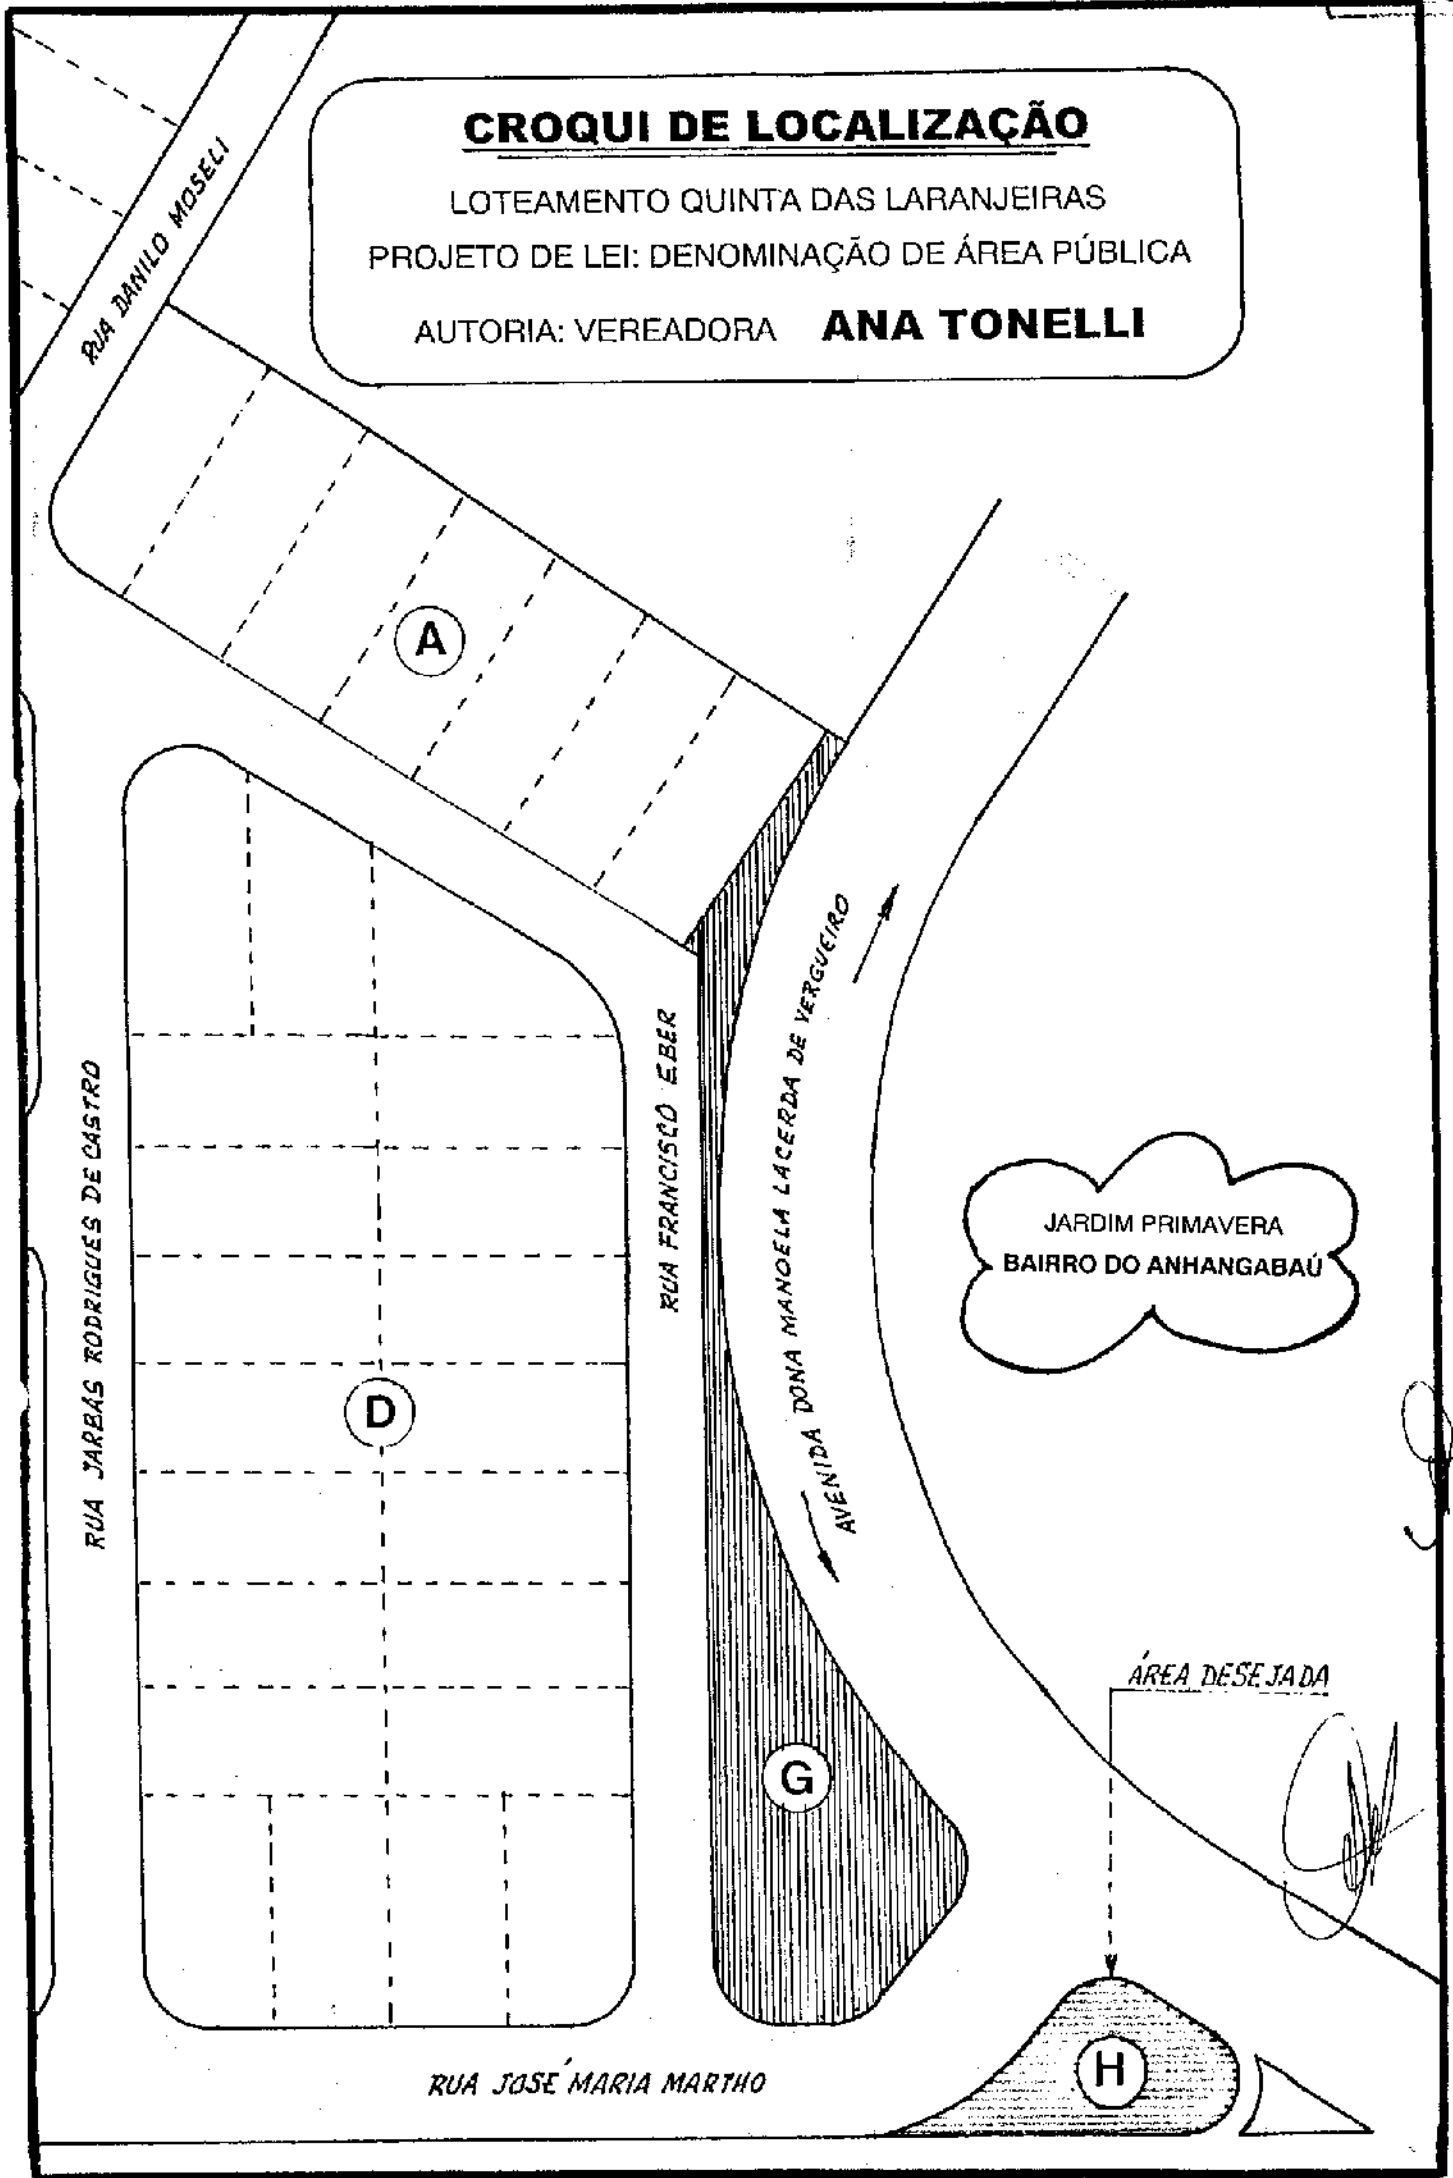 CROQUI DE LOCALIZAÇÃO
LOTEAMENTO QUINTA DAS LARANJEIRAS
PROJETO DE LEI: DENOMINAÇÃO DE ÁREA PÚBLICA
AUTORIA: VEREADORA ANA TONELLI
RUA DANILO MOSELI
A
RUA JARBAS RODRIGUES DE CASTRO
D
RUA FRANCISCO EBER
AVENIDA DONA MANOELA LACERDA DE VERGUEIRO
JARDIM PRIMAVERA
BAIRRO DO ANHANGABAÚ
ÁREA DESEJADA
G
H
RUA JOSÉ MARIA MARTHO